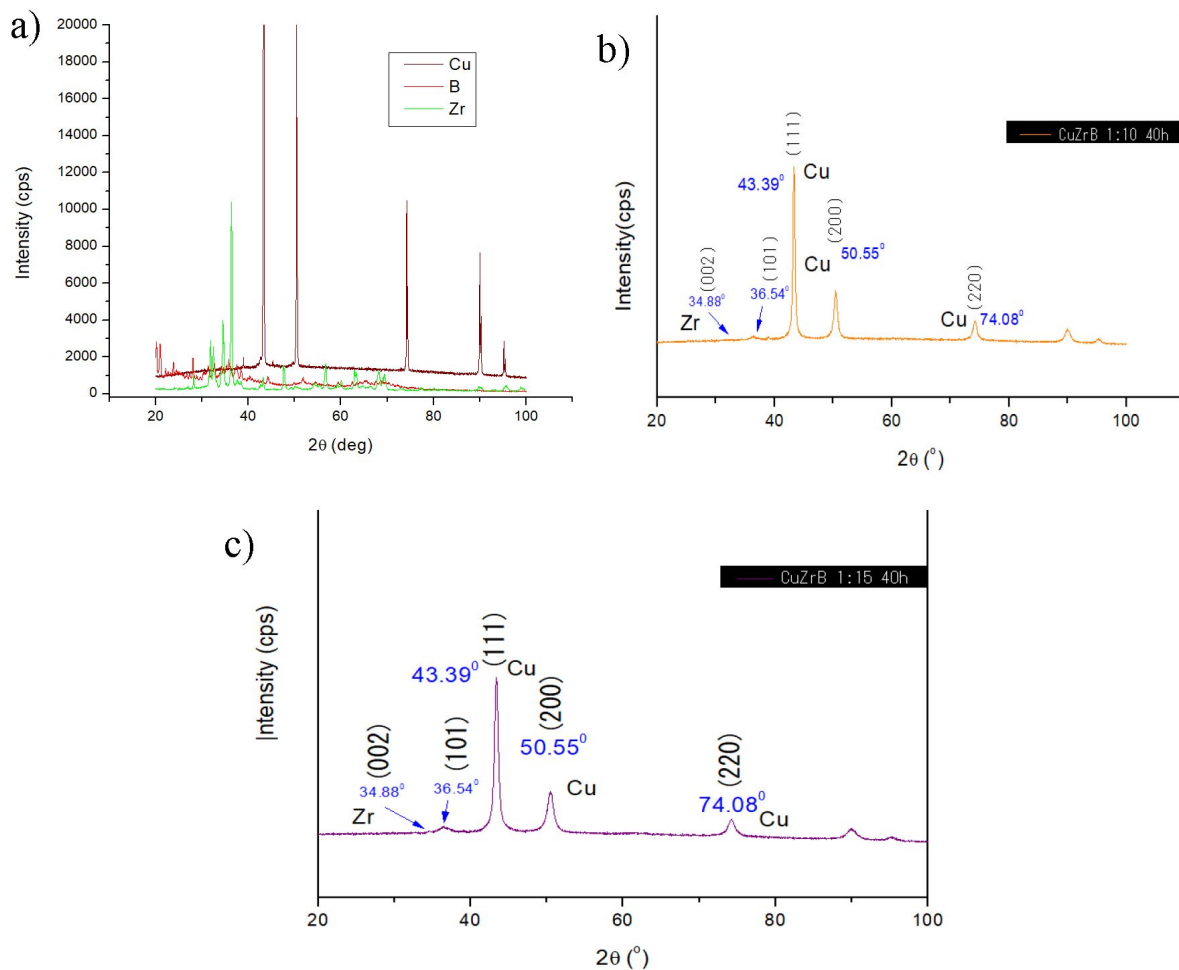 a)
20000
18000
16000
14000
12000
10000
8000
6000
4000
2000
0
Intensity (cps)
Cu
B
Zr
20 40 60 80 100
2θ (deg)
b)
CuZrB 1:10 40h
Intensity(cps)
(111)
Cu
43.39⁰
(200)
Cu
50.55⁰
(002)
34.88⁰
(101)
36.54⁰
Zr
(220)
Cu 74.08⁰
20 40 60 80 100
2θ (°)
c)
CuZrB 1:15 40h
Intensity (cps)
(111)
Cu
43.39⁰
(200)
50.55⁰
Cu
(002)
34.88⁰
(101)
36.54⁰
Zr
(220)
74.08⁰
Cu
20 40 60 80 100
2θ (°)